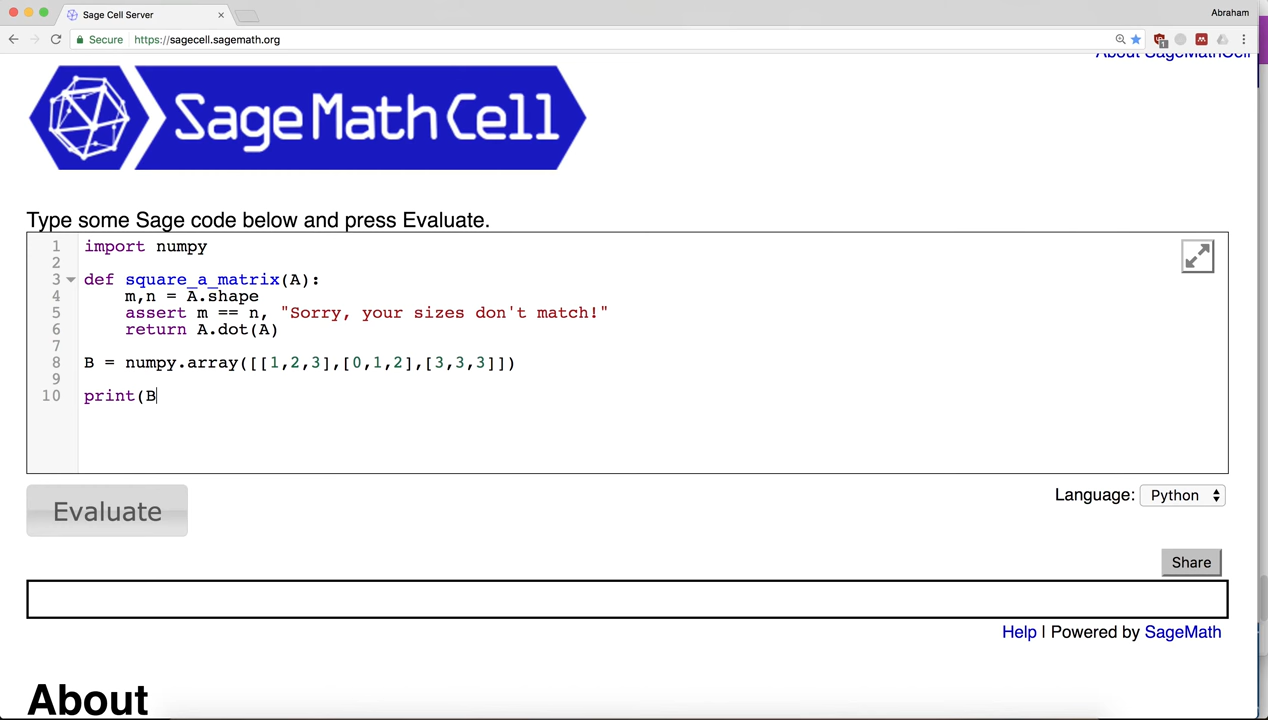 Sage Cell Server
Abraham
Secure
https://sagecell.sagemath.org
1
About SageMathCell
SageMathCell
Type some Sage code below and press Evaluate.
1 import numpy
2
3 def square_a_matrix(A):
4     m,n = A.shape
5     assert m == n, "Sorry, your sizes don't match!"
6     return A.dot(A)
7
8 B = numpy.array([[1,2,3],[0,1,2],[3,3,3]])
9
10 print(B
Evaluate
Language: Python
Share
Help | Powered by SageMath
About